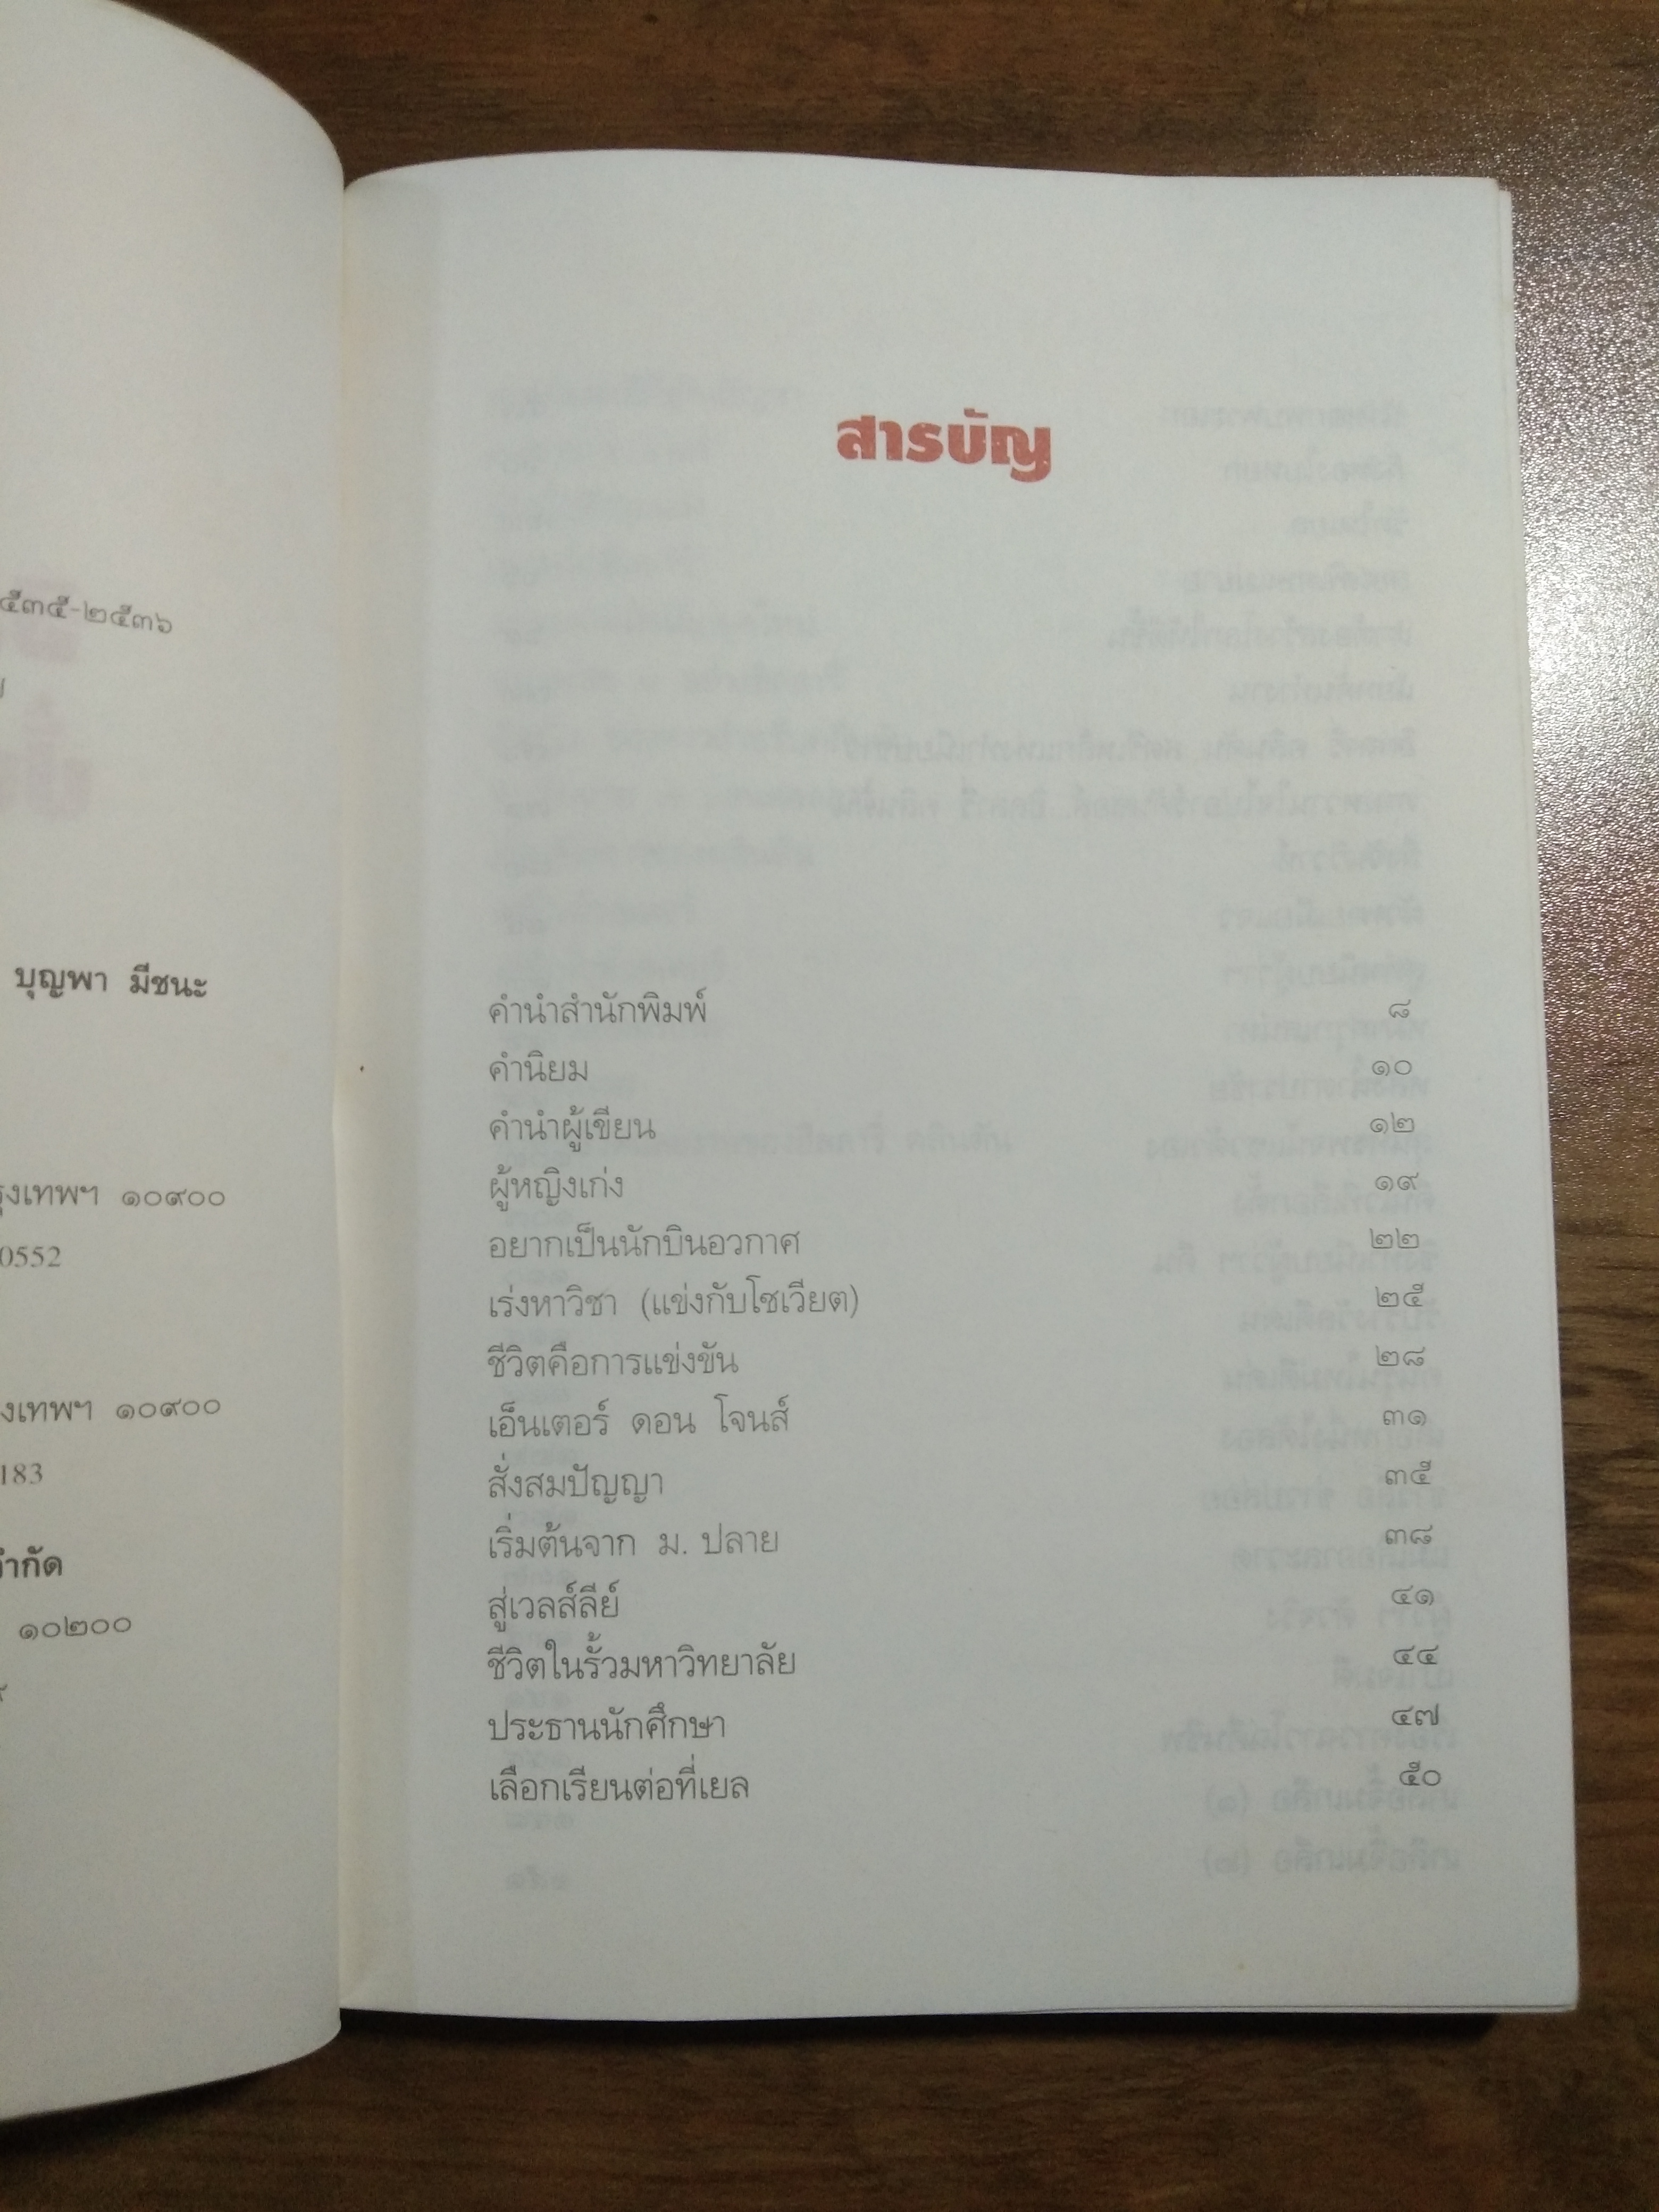 ๕๓๕-๒๕๓๖
บุญพา มีชนะ
รุงเทพฯ ๑๐๙๐๐
0552
งเทพฯ ๑๐๙๐๐
183
จำกัด
๑๐๒๐๐
สารบัญ
คำนำสำนักพิมพ์ ๘
คำนิยม ๑๐
คำนำผู้เขียน ๑๒
ผู้หญิงเก่ง ๑๙
อยากเป็นนักบินอวกาศ ๒๒
เร่งหาวิชา (แข่งกับโซเวียต) ๒๕
ชีวิตคือการแข่งขัน ๒๘
เอ็นเตอร์ ดอน โจนส์ ๓๑
สั่งสมปัญญา ๓๕
เริ่มต้นจาก ม. ปลาย ๓๘
สู่เวลส์ลีย์ ๔๑
ชีวิตในรั้วมหาวิทยาลัย ๔๔
ประธานนักศึกษา ๔๗
เลือกเรียนต่อที่เยล ๕๐